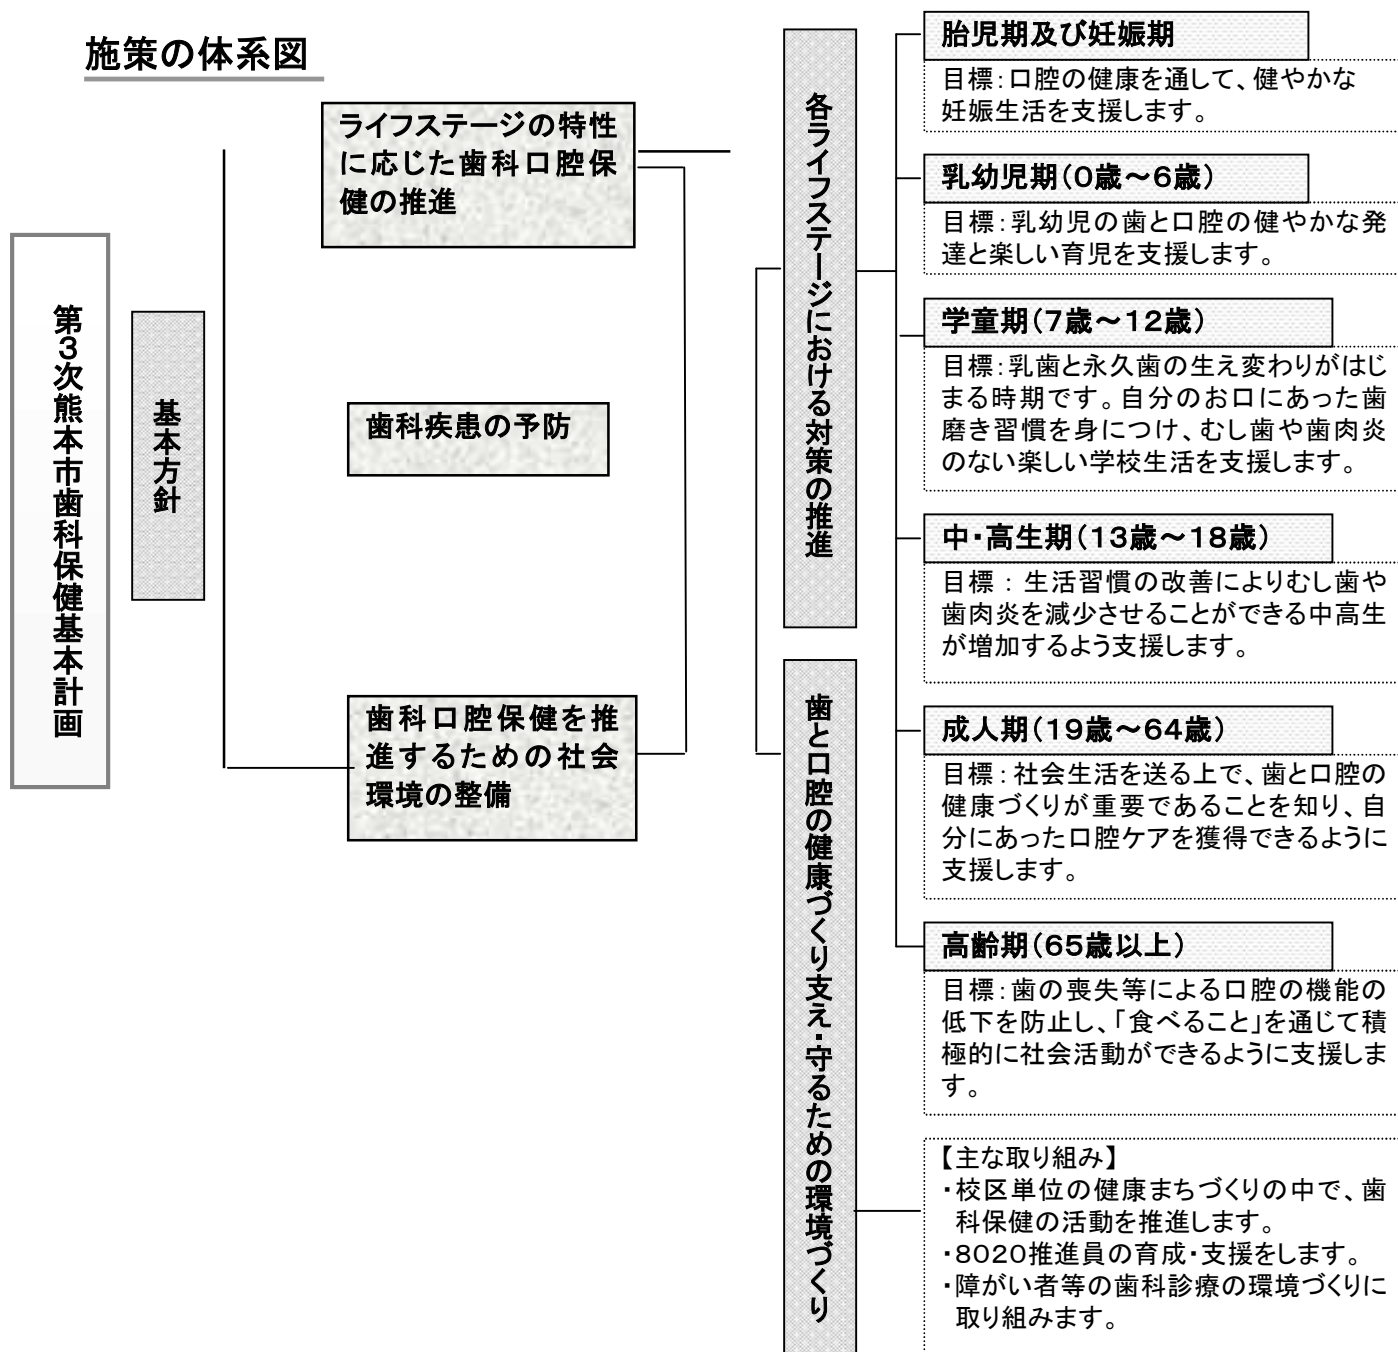 施策の体系図
第3次熊本市歯科保健基本計画
基本方針
ライフステージの特性
に応じた歯科口腔保
健の推進
歯科疾患の予防
歯科口腔保健を推
進するための社会
環境の整備
各ライフステージにおける対策の推進
歯と口腔の健康づくり支え・守るための環境づくり
胎児期及び妊娠期
目標：口腔の健康を通して、健やかな
妊娠生活を支援します。
乳幼児期（0歳～6歳）
目標：乳幼児の歯と口腔の健やかな発
達と楽しい育児を支援します。
学童期（7歳～12歳）
目標：乳歯と永久歯の生え変わりがはじ
まる時期です。自分のお口にあった歯
磨き習慣を身につけ、むし歯や歯肉炎
のない楽しい学校生活を支援します。
中・高生期（13歳～18歳）
目標：生活習慣の改善によりむし歯や
歯肉炎を減少させることができる中高生
が増加するよう支援します。
成人期（19歳～64歳）
目標：社会生活を送る上で、歯と口腔の
健康づくりが重要であることを知り、自
分にあった口腔ケアを獲得できるように
支援します。
高齢期（65歳以上）
目標：歯の喪失等による口腔の機能の
低下を防止し、「食べること」を通じて積
極的に社会活動ができるように支援しま
す。
【主な取り組み】
・校区単位の健康まちづくりの中で、歯
科保健の活動を推進します。
・8020推進員の育成・支援をします。
・障がい者等の歯科診療の環境づくりに
取り組みます。